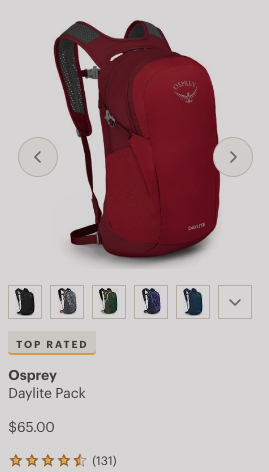 OSPREY
DAYLITE
TOP RATED
Osprey
Daylite Pack
$65.00
(131)